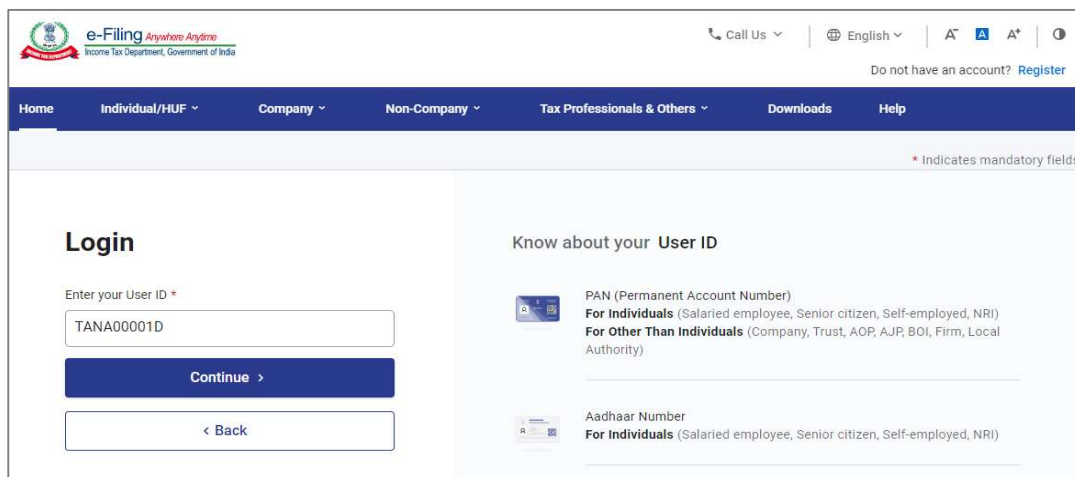 e-Filing Anywhere Anytime
Income Tax Department, Government of India
Call Us
English
A- A A+
Do not have an account? Register
Home Individual/HUF Company Non-Company Tax Professionals & Others Downloads Help
* Indicates mandatory fields
Login
Enter your User ID *
TANA00001D
Continue >
< Back
Know about your User ID
PAN (Permanent Account Number)
For Individuals (Salaried employee, Senior citizen, Self-employed, NRI)
For Other Than Individuals (Company, Trust, AOP, AJP, BOI, Firm, Local
Authority)
Aadhaar Number
For Individuals (Salaried employee, Senior citizen, Self-employed, NRI)